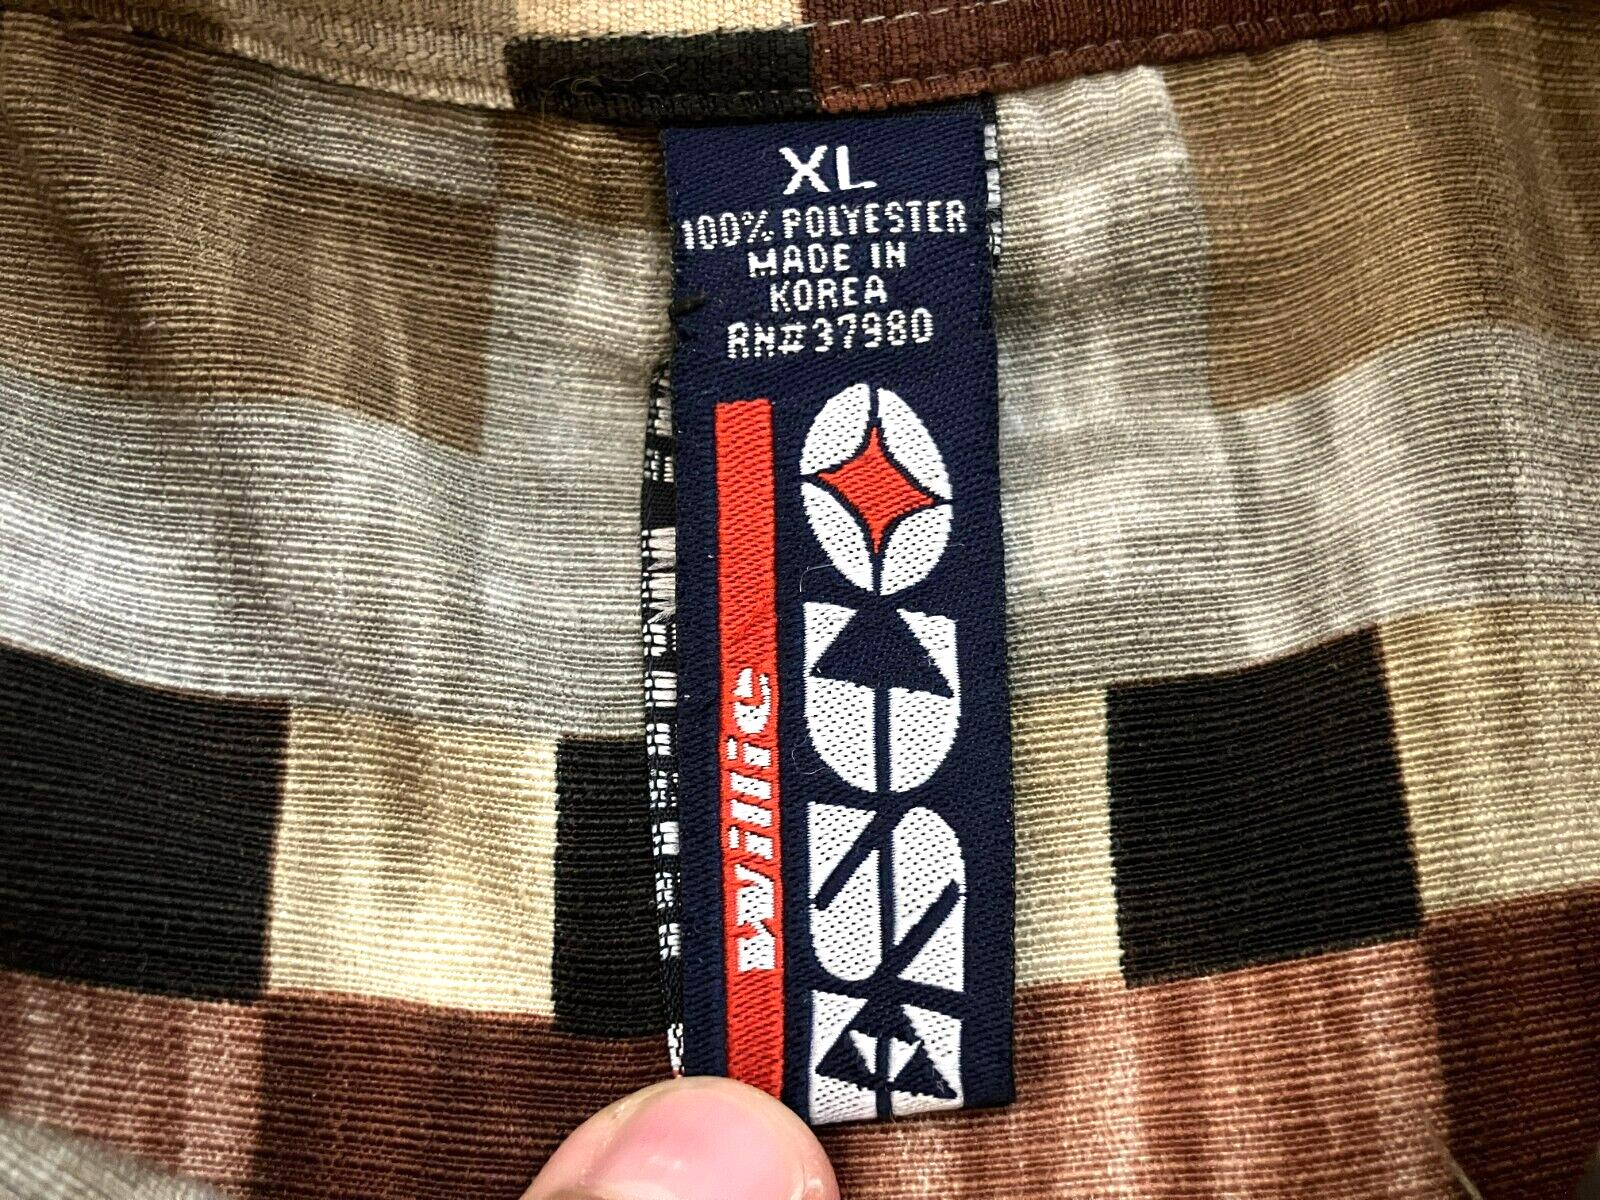 XL
100% POLYESTER
MADE IN
KOREA
RN#37980
willie